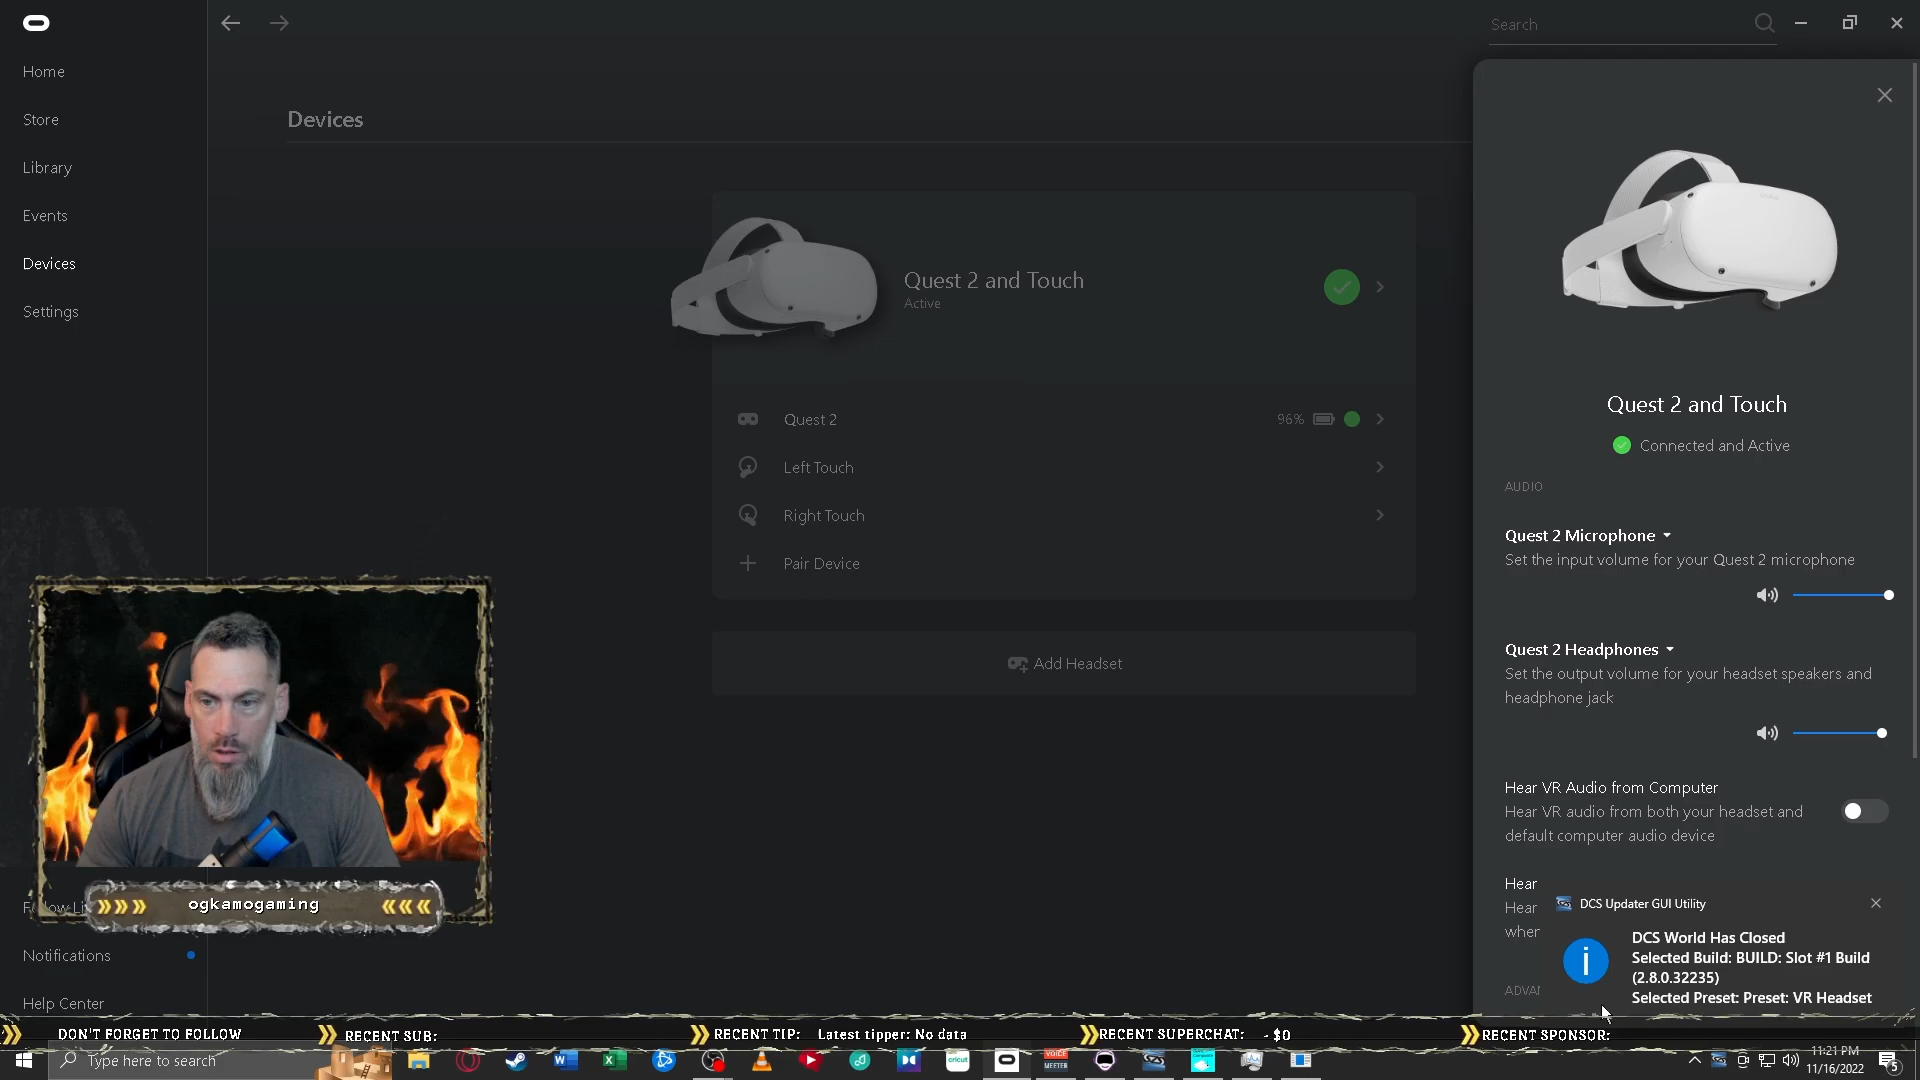 Search
Home
Store
Library
Events
Devices
Settings
Notifications
Help Center
Devices
Quest 2 and Touch
Active
Quest 2
96%
Left Touch
Right Touch
Pair Device
Add Headset
Quest 2 and Touch
Connected and Active
AUDIO
Quest 2 Microphone
Set the input volume for your Quest 2 microphone
Quest 2 Headphones
Set the output volume for your headset speakers and
headphone jack
Hear VR Audio from Computer
Hear VR audio from both your headset and
default computer audio device
Hear
Hear
DCS Updater GUI Utility
DCS World Has Closed
Selected Build: BUILD: Slot #1 Build
(2.8.0.32235)
Selected Preset: Preset: VR Headset
ogkamogaming
DON'T FORGET TO FOLLOW
RECENT SUB:
RECENT TIP: Latest tipper: No data
RECENT SUPERCHAT: - $0
RECENT SPONSOR:
Type here to search
cricut
VOICE
MEETER
11:21 PM
11/16/2022
5